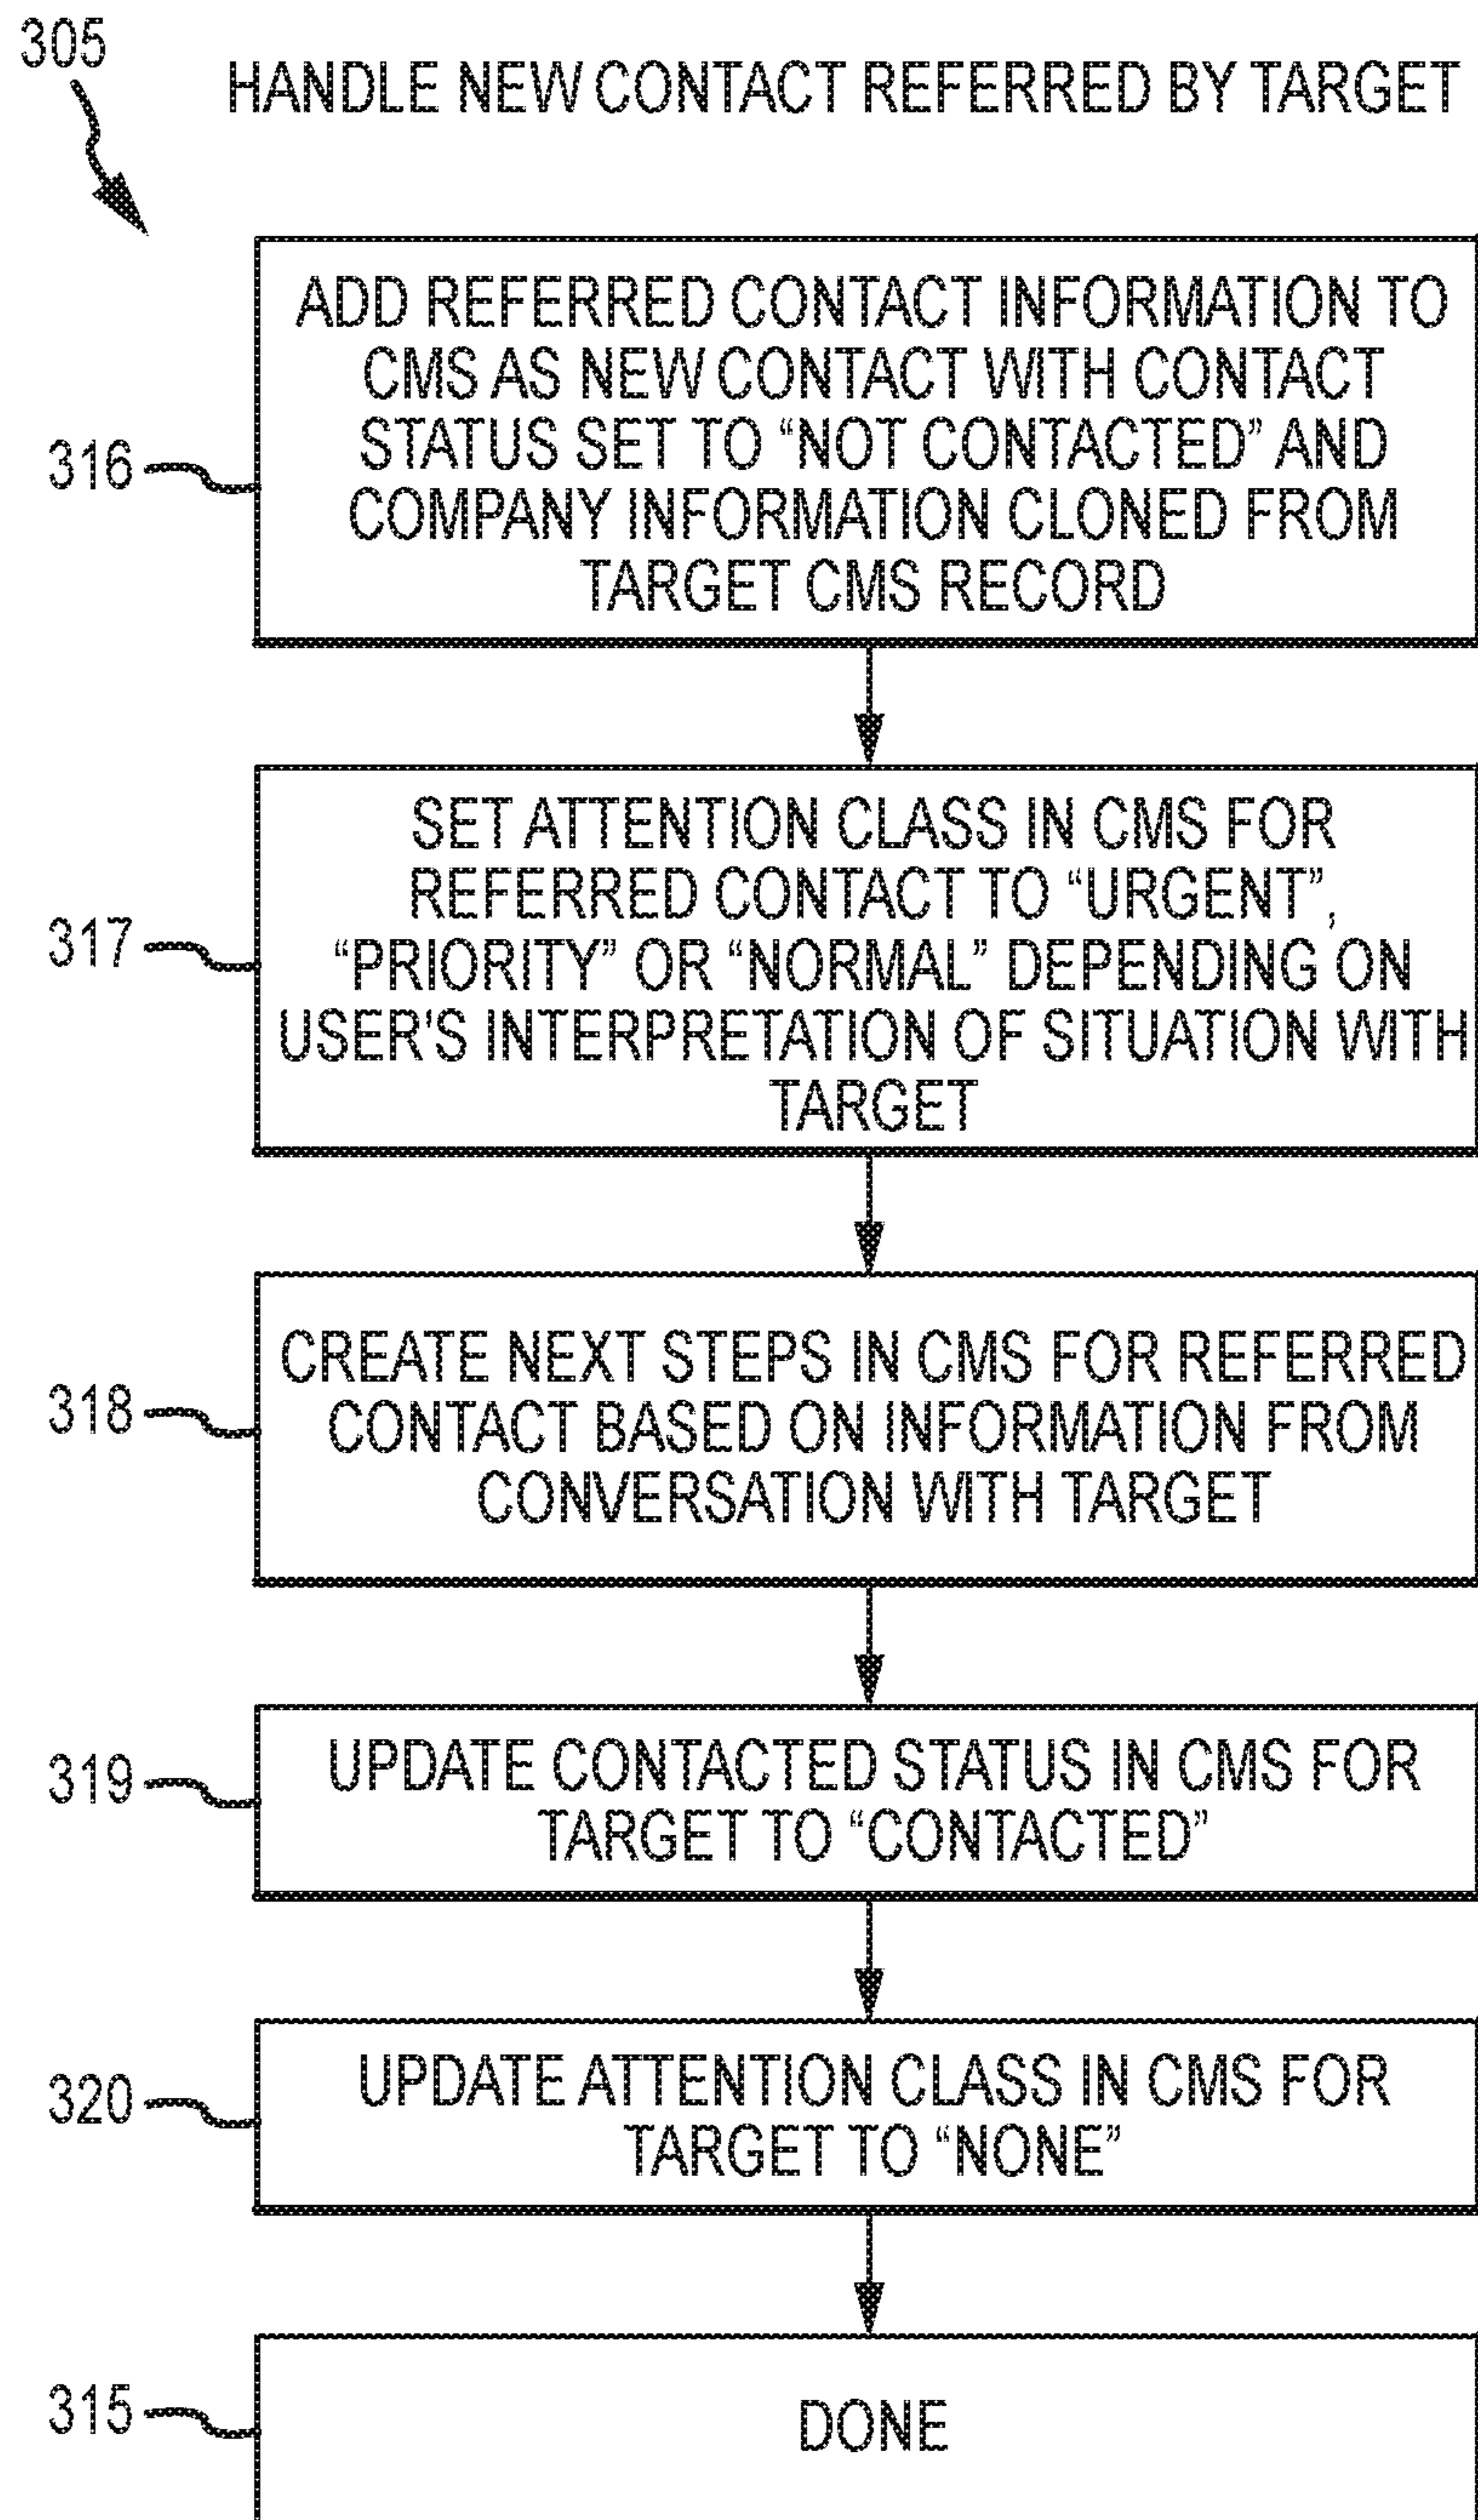 305
HANDLE NEW CONTACT REFERRED BY TARGET
ADD REFERRED CONTACT INFORMATION TO
CMS AS NEW CONTACT WITH CONTACT
STATUS SET TO “NOT CONTACTED” AND
COMPANY INFORMATION CLONED FROM
TARGET CMS RECORD
316
SET ATTENTION CLASS IN CMS FOR
REFERRED CONTACT TO “URGENT”,
“PRIORITY” OR “NORMAL” DEPENDING ON
USER'S INTERPRETATION OF SITUATION WITH
TARGET
317
CREATE NEXT STEPS IN CMS FOR REFERRED
CONTACT BASED ON INFORMATION FROM
CONVERSATION WITH TARGET
318
UPDATE CONTACTED STATUS IN CMS FOR
TARGET TO “CONTACTED”
319
UPDATE ATTENTION CLASS IN CMS FOR
TARGET TO “NONE”
320
DONE
315